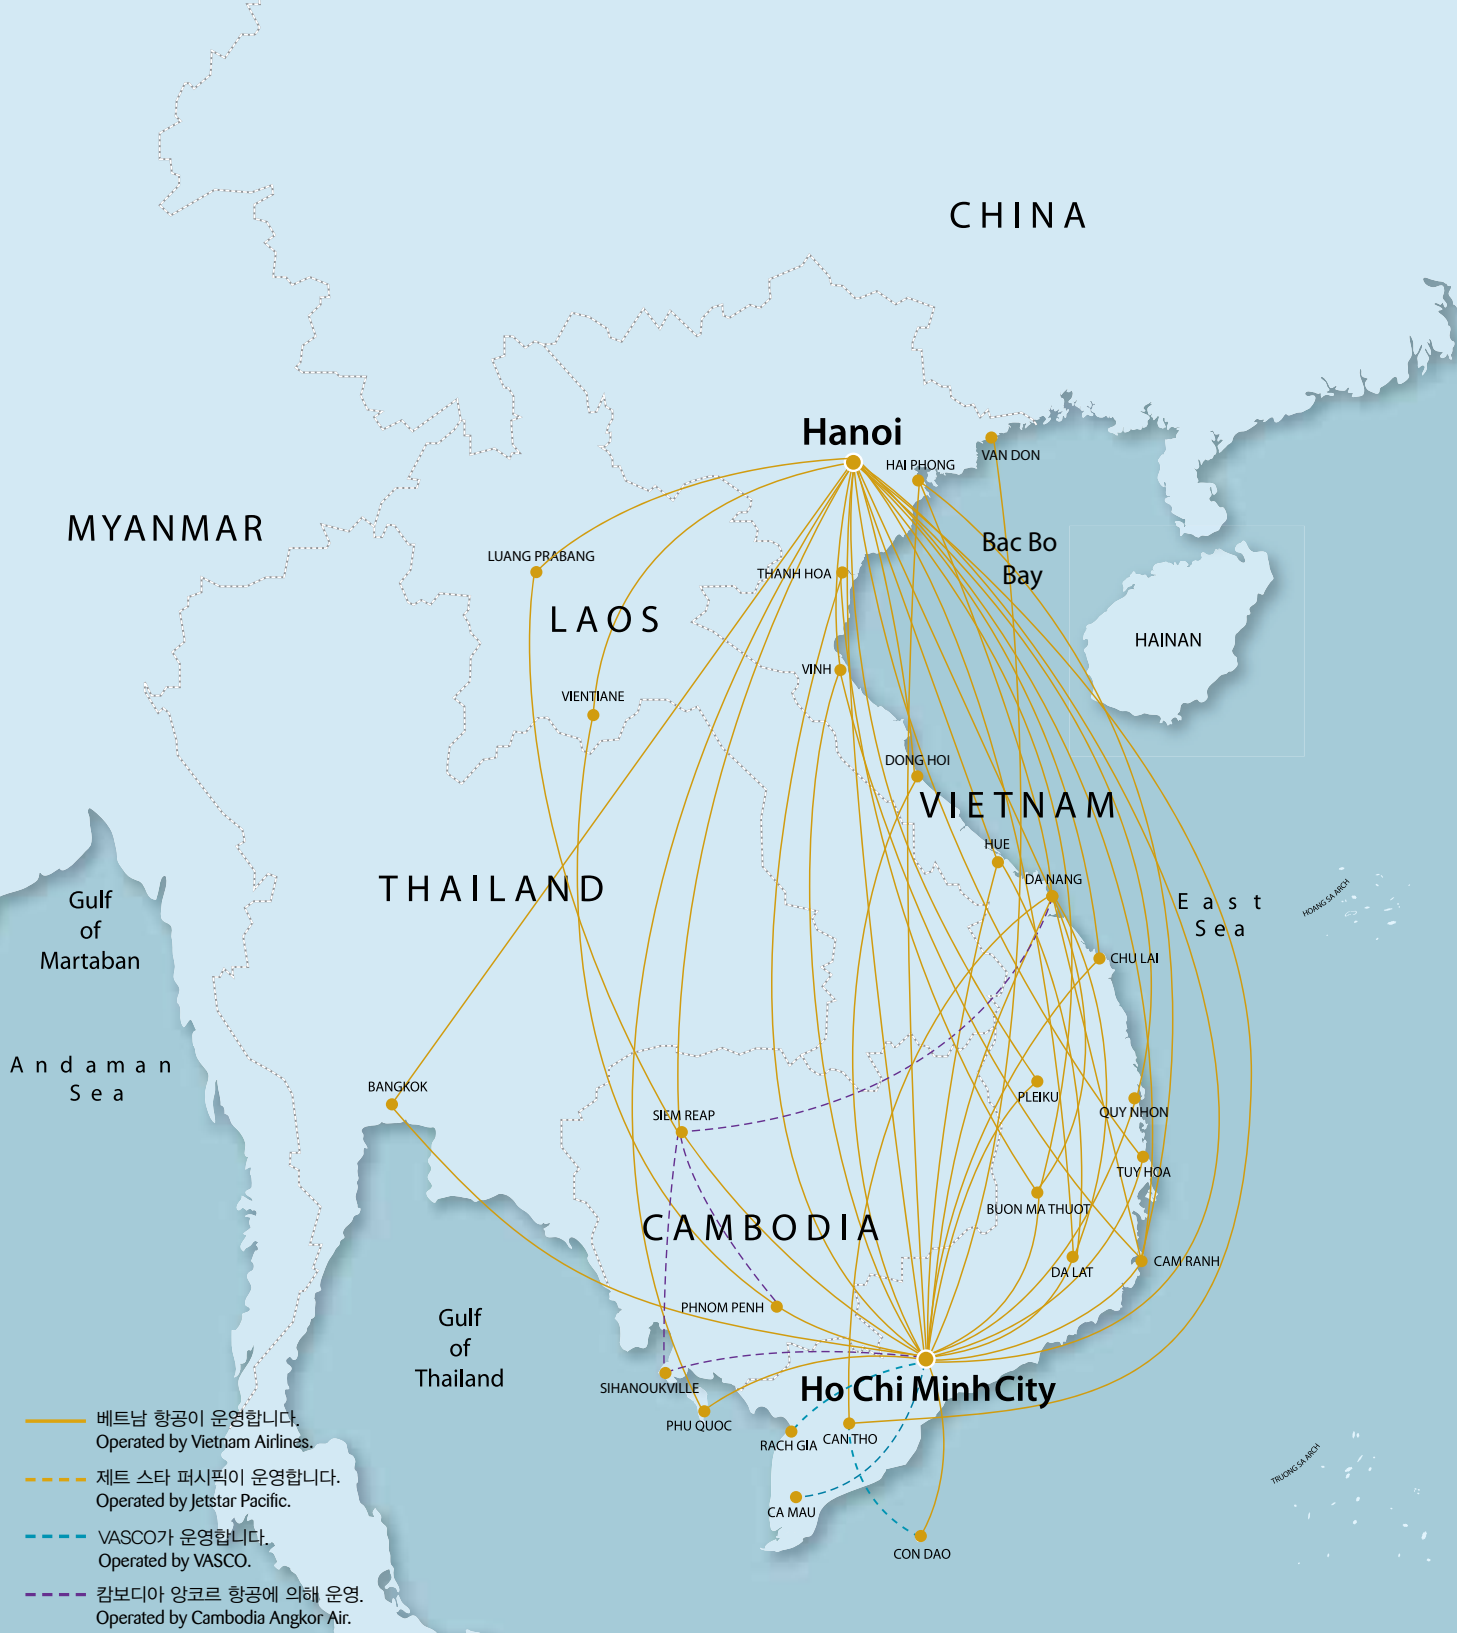 CHINA
Hanoi
HAI PHONG
VAN DON
MYANMAR
Bac Bo
Bay
LUANG PRABANG
THANH HOA
LAOS
HAINAN
VINH
VIENTIANE
DONG HOI
VIETNAM
HUE
DA NANG
THAILAND
Gulf
of
Martaban
East
Sea
HOANG SA ARCH
CHU LAI
Andaman
Sea
BANGKOK
PLEIKU
SIEM REAP
QUY NHON
TUY HOA
BUON MA THUOT
CAMBODIA
DA LAT
CAM RANH
PHNOM PENH
Gulf
of
Thailand
SIHANOUKVILLE
Ho Chi Minh City
PHU QUOC
RACH GIA
CAN THO
TRUONG SA ARCH
CA MAU
CON DAO
베트남 항공이 운영합니다.
Operated by Vietnam Airlines.
제트 스타 퍼시픽이 운영합니다.
Operated by Jetstar Pacific.
VASCO가 운영합니다.
Operated by VASCO.
캄보디아 앙코르 항공에 의해 운영.
Operated by Cambodia Angkor Air.